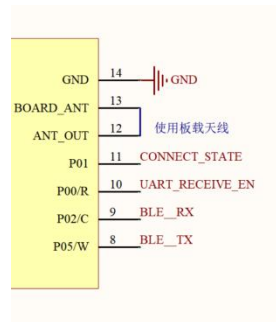 GND 14 GND
BOARD_ANT 13
使用板载天线
ANT_OUT 12
P01 11 CONNECT_STATE
P00/R 10 UART_RECEIVE_EN
P02/C 9 BLE__RX
P05/W 8 BLE__TX